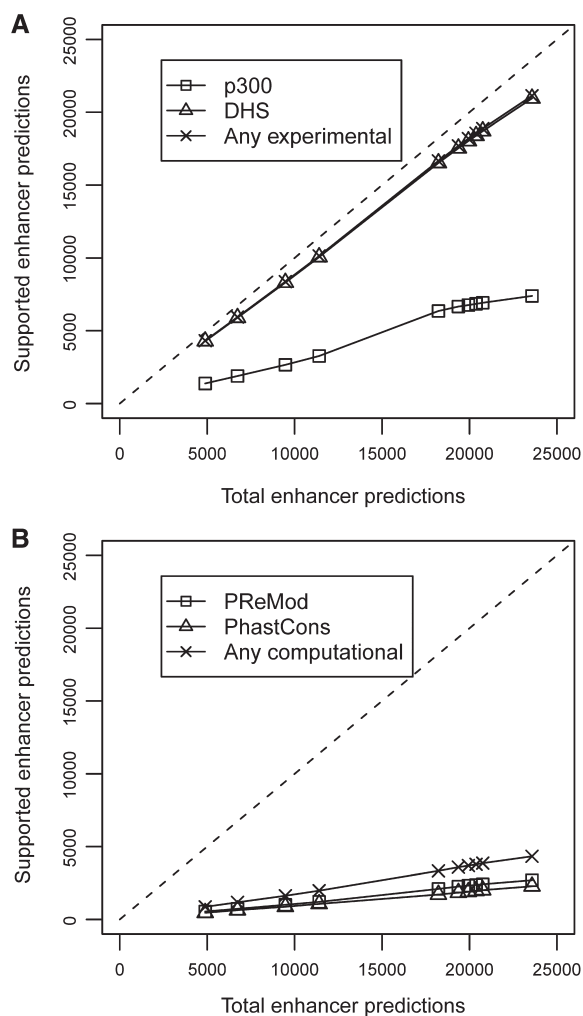 A
25000
20000
15000
10000
5000
0
Supported enhancer predictions
p300
DHS
Any experimental
0 5000 10000 15000 20000 25000
Total enhancer predictions
B
25000
20000
15000
10000
5000
0
Supported enhancer predictions
PReMod
PhastCons
Any computational
0 5000 10000 15000 20000 25000
Total enhancer predictions